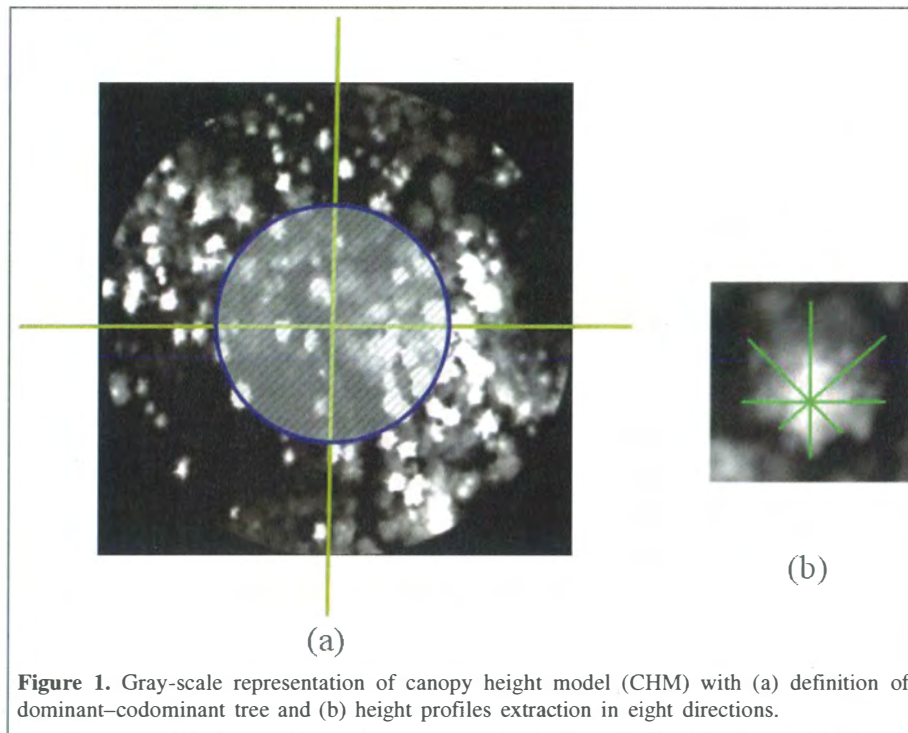 (a)
(b)
Figure 1. Gray-scale representation of canopy height model (CHM) with (a) definition of
dominant–codominant tree and (b) height profiles extraction in eight directions.